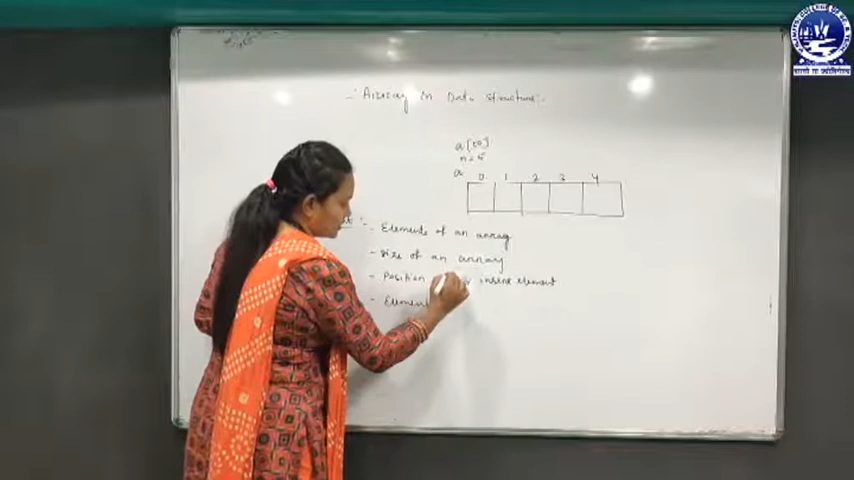 :- Array in Data structure:-
a[50]
n=5
a 0 1 2 3 4
:-
- Elements of an array
- size of an array
- Position insert element
- Element